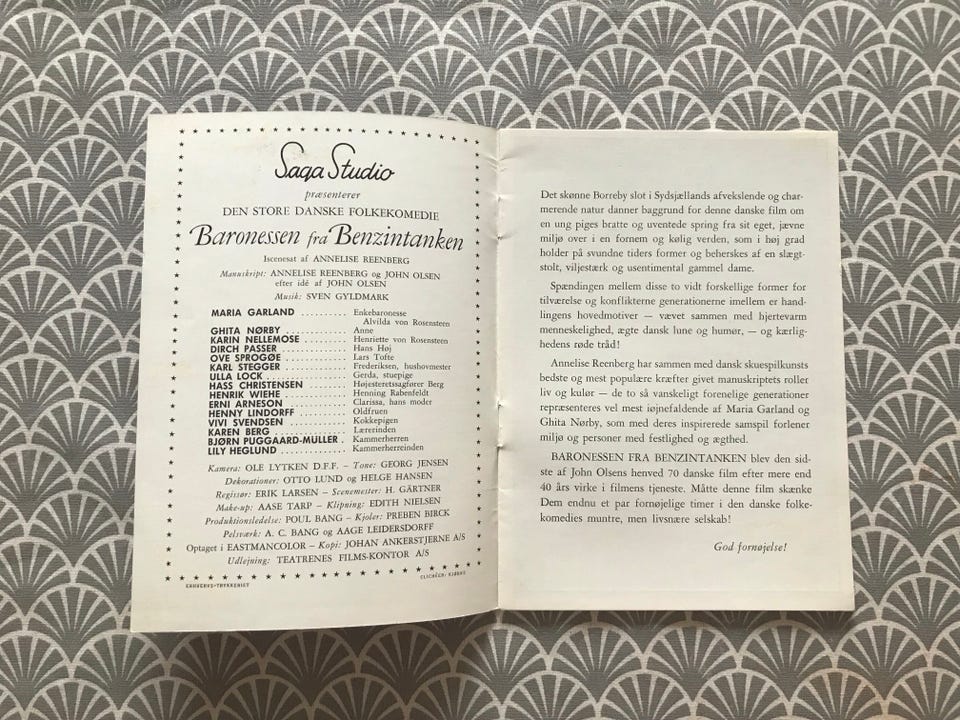 Saga Studio
præsenterer
DEN STORE DANSKE FOLKEKOMEDIE
Baronessen fra Benzintanken
Iscenesat af ANNELISE REENBERG
Manuskript: ANNELISE REENBERG og JOHN OLSEN
efter idé af JOHN OLSEN
Musik: SVEN GYLDMARK
MARIA GARLAND .......... Enkebaronesse
Alvilda von Rosensteen
GHITA NØRBY ............ Anne
KARIN NELLEMOSE ........ Henriette von Rosensteen
DIRCH PASSER ........... Hans Høj
OVE SPROGØE ............ Lars Tofte
KARL STEGGER ........... Frederiksen, hushovmester
ULLA LOCK .............. Gerda, stuepige
HASS CHRISTENSEN ....... Højesteretssagfører Berg
HENRIK WIEHE ........... Henning Rabenfeldt
ERNI ARNESON ........... Clarissa, hans moder
HENNY LINDORFF ......... Oldfruen
VIVI SVENDSEN .......... Kokkepigen
KAREN BERG ............. Lærerinden
BJØRN PUGGAARD-MÜLLER . Kammerherren
LILY HEGLUND ........... Kammerherreinden
Kamera: OLE LYTKEN D.F.F. – Tone: GEORG JENSEN
Dekorationer: OTTO LUND og HELGE HANSEN
Regissør: ERIK LARSEN – Scenemester: H. GÄRTNER
Make-up: AASE TARP – Klipning: EDITH NIELSEN
Produktionsledelse: POUL BANG – Kjoler: PREBEN BIRCK
Pelsværk: A. C. BANG og AAGE LEIDERSDORFF
Optaget i EASTMANCOLOR – Kopi: JOHAN ANKERSTJERNE A/S
Udlejning: TEATRENES FILMS-KONTOR A/S
ERHVERVS-TRYKKERIET
Det skønne Borreby slot i Sydsjællands afvekslende og char-
merende natur danner baggrund for denne danske film om
en ung piges bratte og uventede spring fra sit eget, jævne
miljø over i en fornem og kølig verden, som i høj grad
holder på svundne tiders former og beherskes af en slægt-
stolt, viljestærk og usentimental gammel dame.
Spændingen mellem disse to vidt forskellige former for
tilværelse og konflikterne generationerne imellem er hand-
lingens hovedmotiver — vævet sammen med hjertevarm
menneskelighed, ægte dansk lune og humør, — og kærlig-
hedens røde tråd!
Annelise Reenberg har sammen med dansk skuespilkunsts
bedste og mest populære kræfter givet manuskriptets roller
liv og kulør — de to så vanskeligt forenelige generationer
repræsenteres vel mest iøjnefaldende af Maria Garland og
Ghita Nørby, som med deres inspirerede samspil forlener
miljø og personer med festlighed og ægthed.
BARONESSEN FRA BENZINTANKEN blev den sid-
ste af John Olsens henved 70 danske film efter mere end
40 års virke i filmens tjeneste. Måtte denne film skænke
Dem endnu et par fornøjelige timer i den danske folke-
komedies muntre, men livsnære selskab!
God fornøjelse!